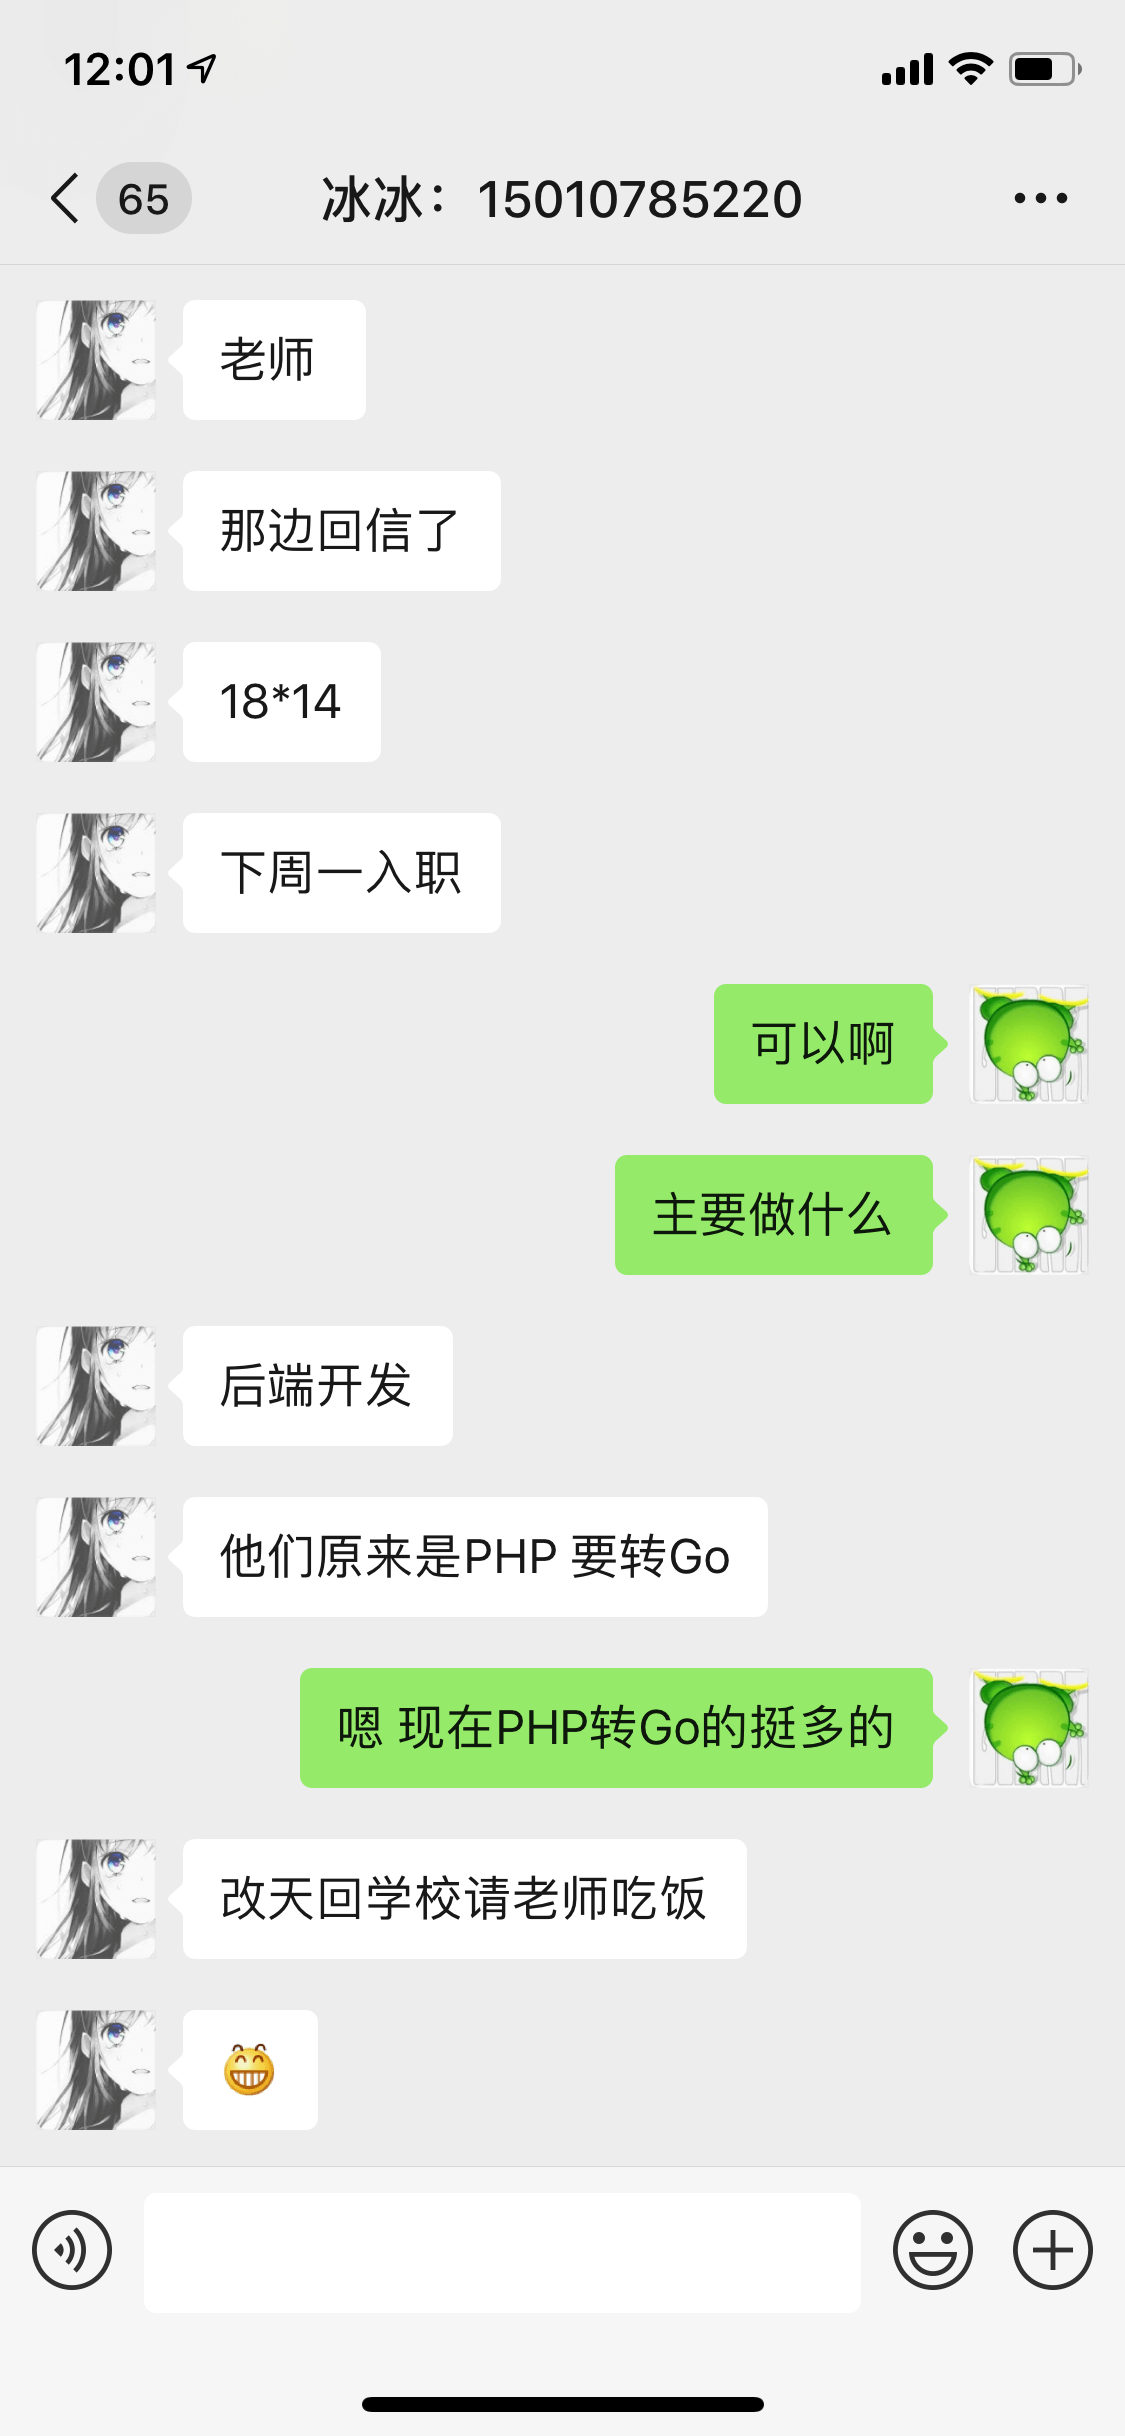 12:01
65
冰冰：15010785220
老师
那边回信了
18*14
下周一入职
可以啊
主要做什么
后端开发
他们原来是PHP 要转Go
嗯 现在PHP转Go的挺多的
改天回学校请老师吃饭